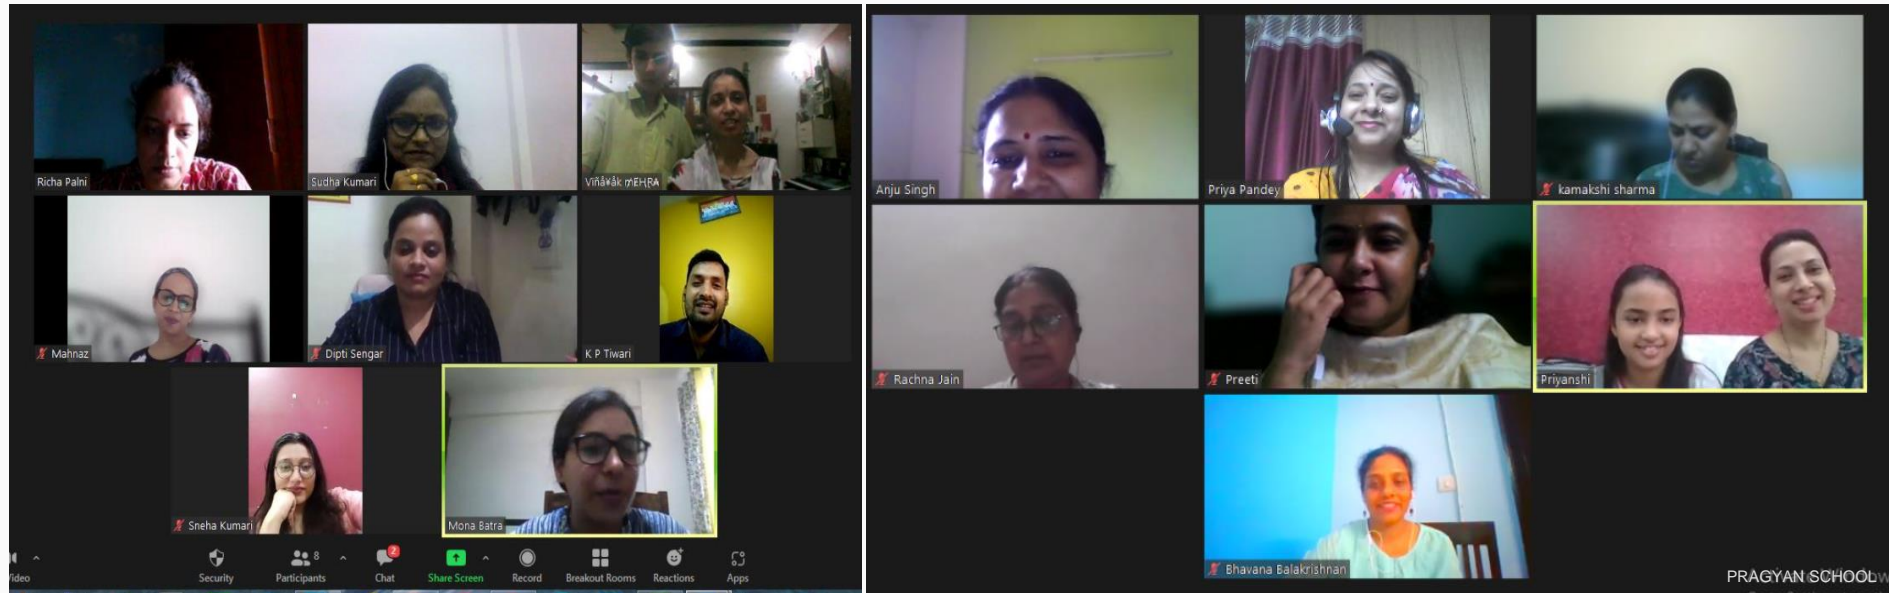 Richa Palni
Sudha Kumari
Mahnaz
Dipti Sengar
K P Tiwari
Sneha Kumari
Mona Batra
Video
8
2
Security
Participants
Chat
Share Screen
Record
Breakout Rooms
Reactions
Apps
Anju Singh
Priya Pandey
kamakshi sharma
Rachna Jain
Preeti
Priyanshi
Bhavana Balakrishnan
PRAGYAN SCHOOL